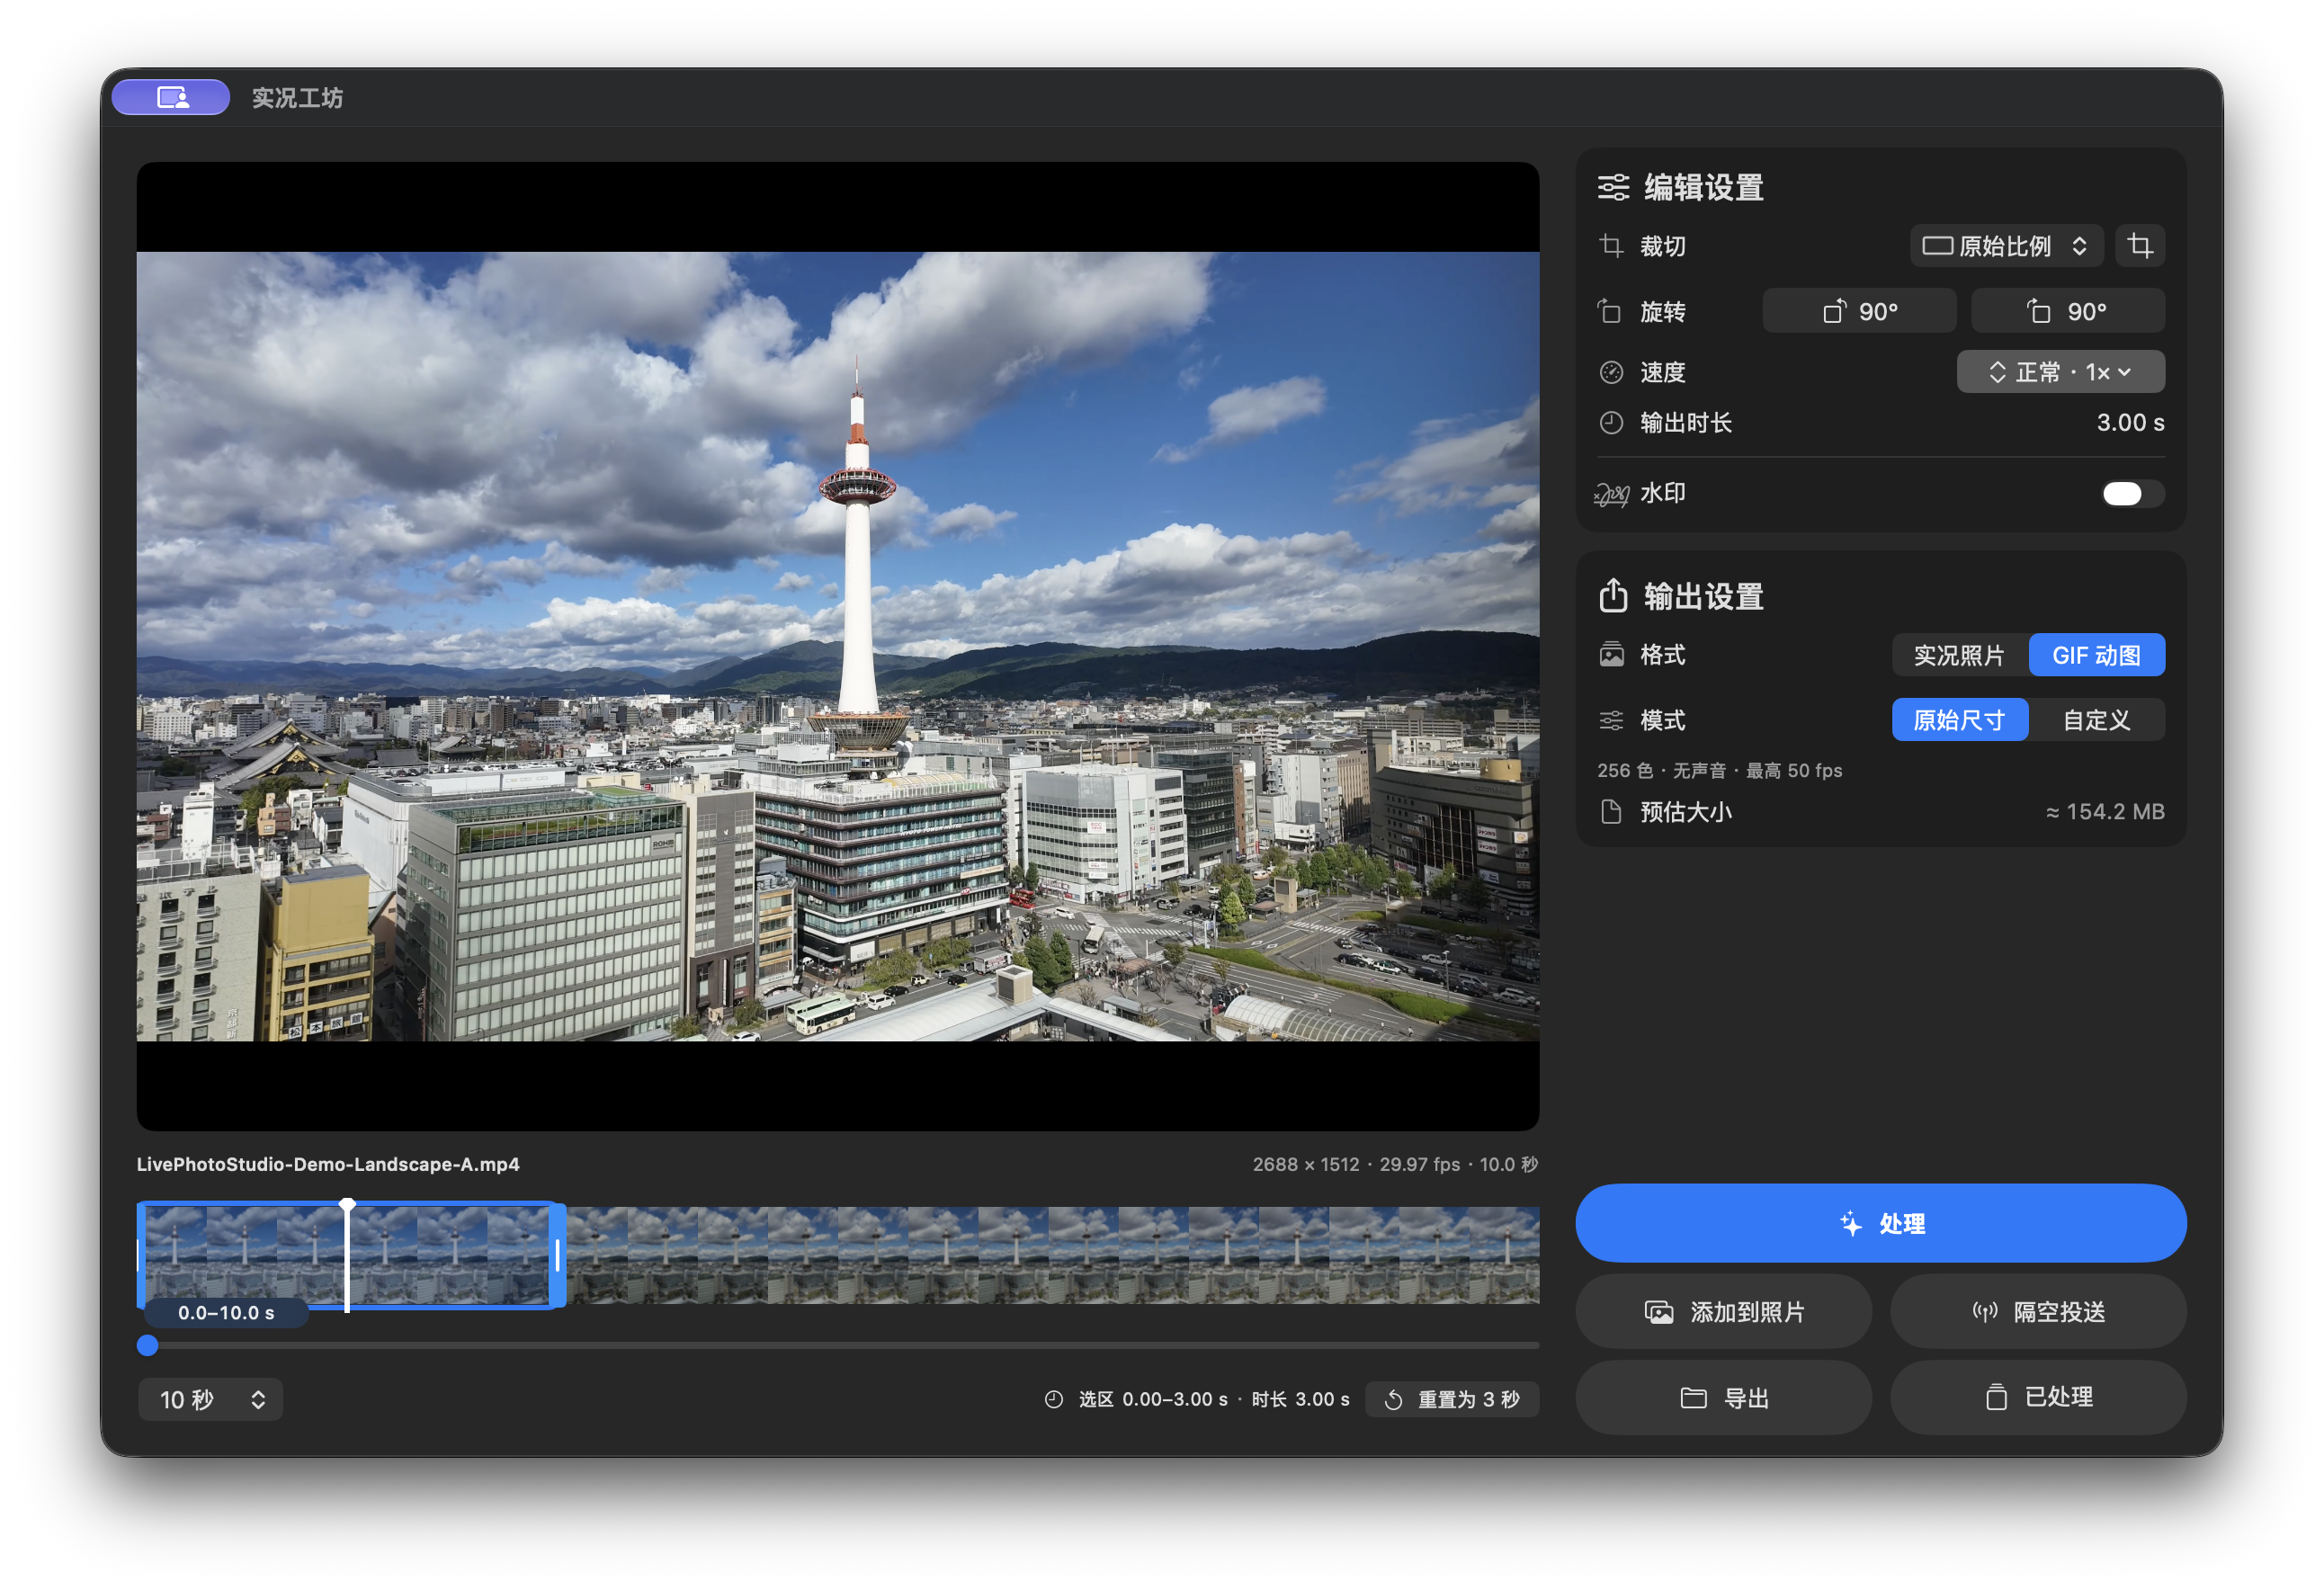 实况工坊
ROHM
松本旅館
LivePhotoStudio-Demo-Landscape-A.mp4
2688 × 1512 · 29.97 fps · 10.0 秒
0.0–10.0 s
10 秒
选区 0.00–3.00 s · 时长 3.00 s
重置为 3 秒
编辑设置
裁切
原始比例
旋转
90°
90°
速度
正常 · 1×
输出时长
3.00 s
水印
输出设置
格式
实况照片
GIF 动图
模式
原始尺寸
自定义
256 色 · 无声音 · 最高 50 fps
预估大小
≈ 154.2 MB
处理
添加到照片
隔空投送
导出
已处理